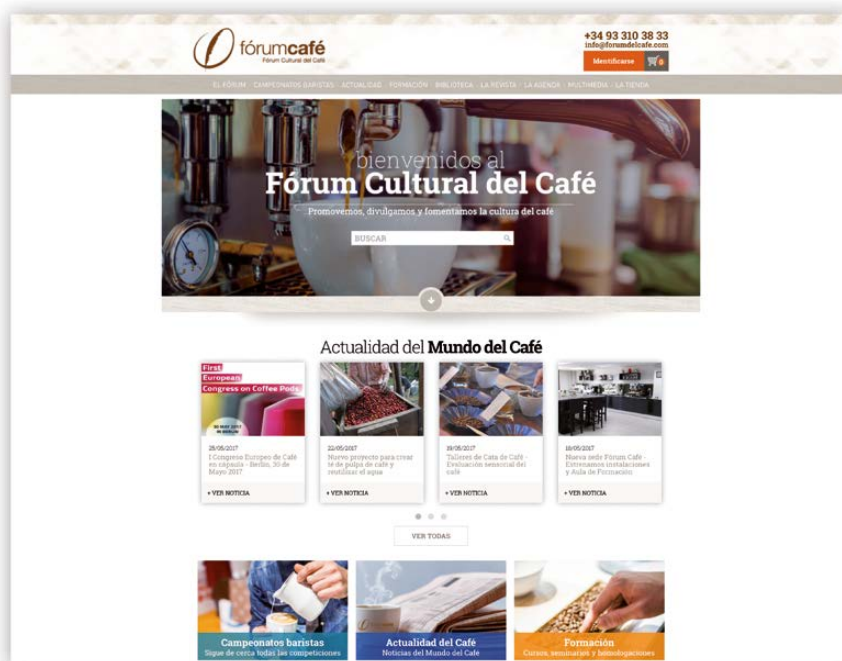 fórumcafé
Fórum Cultural del Café
+34 93 310 38 33
info@forumdelcafe.com
Identificarse
0
EL FÓRUM · CAMPEONATOS BARISTAS · ACTUALIDAD · FORMACIÓN · BIBLIOTECA · LA REVISTA · LA AGENDA · MULTIMEDIA · LA TIENDA
bienvenidos al
Fórum Cultural del Café
Promovemos, divulgamos y fomentamos la cultura del café
BUSCAR
Actualidad del Mundo del Café
First
European
Congress on Coffee Pods
30 MAY 2017
IN BERLIN
25/05/2017
I Congreso Europeo de Café
en cápsula - Berlín, 30 de
Mayo 2017
+ VER NOTICIA
22/05/2017
Nuevo proyecto para crear
té de pulpa de café y
reutilizar el agua
+ VER NOTICIA
19/05/2017
Talleres de Cata de Café -
Evaluación sensorial del
café
+ VER NOTICIA
18/05/2017
Nueva sede Fórum Café -
Estrenamos instalaciones
y Aula de Formación
+ VER NOTICIA
VER TODAS
Campeonatos baristas
Sigue de cerca todas las competiciones
Actualidad del Café
Noticias del Mundo del Café
Formación
Cursos, seminarios y homologaciones